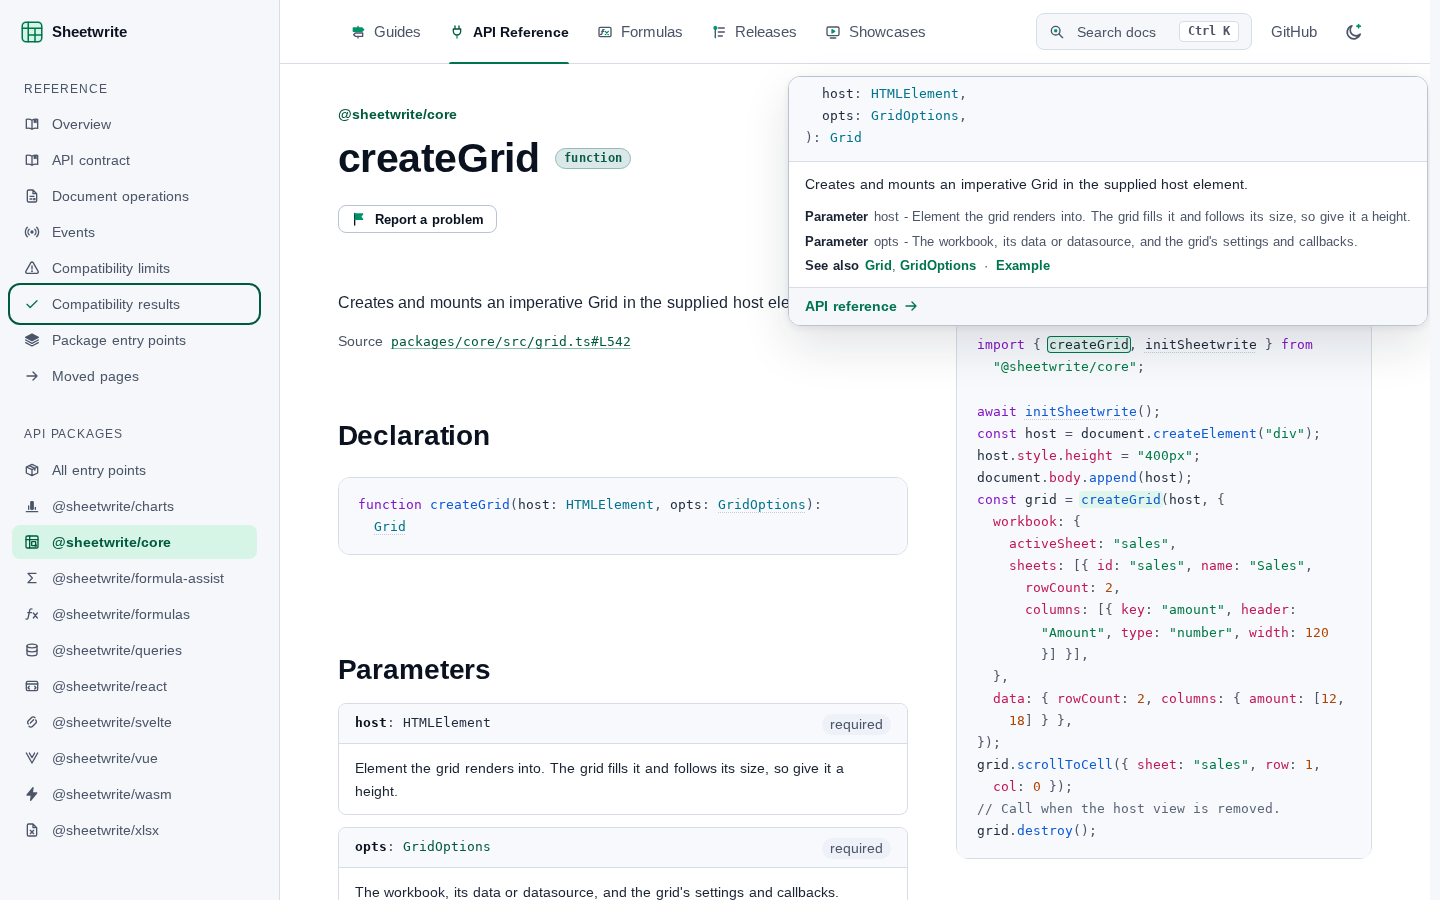 Sheetwrite
REFERENCE
Overview
API contract
Document operations
Events
Compatibility limits
Compatibility results
Package entry points
Moved pages
API PACKAGES
All entry points
@sheetwrite/charts
@sheetwrite/core
@sheetwrite/formula-assist
@sheetwrite/formulas
@sheetwrite/queries
@sheetwrite/react
@sheetwrite/svelte
@sheetwrite/vue
@sheetwrite/wasm
@sheetwrite/xlsx
Guides
API Reference
Formulas
Releases
Showcases
Search docs
Ctrl K
GitHub
@sheetwrite/core
createGrid
function
Report a problem
Creates and mounts an imperative Grid in the supplied host ele
Source packages/core/src/grid.ts#L542
Declaration
function createGrid(host: HTMLElement, opts: GridOptions):
Grid
Parameters
host: HTMLElement
required
Element the grid renders into. The grid fills it and follows its size, so give it a
height.
opts: GridOptions
required
The workbook, its data or datasource, and the grid's settings and callbacks.
host: HTMLElement,
opts: GridOptions,
): Grid
Creates and mounts an imperative Grid in the supplied host element.
Parameter host - Element the grid renders into. The grid fills it and follows its size, so give it a height.
Parameter opts - The workbook, its data or datasource, and the grid's settings and callbacks.
See also Grid, GridOptions · Example
API reference →
import { createGrid, initSheetwrite } from
"@sheetwrite/core";
await initSheetwrite();
const host = document.createElement("div");
host.style.height = "400px";
document.body.append(host);
const grid = createGrid(host, {
workbook: {
activeSheet: "sales",
sheets: [{ id: "sales", name: "Sales",
rowCount: 2,
columns: [{ key: "amount", header:
"Amount", type: "number", width: 120
}] }],
},
data: { rowCount: 2, columns: { amount: [12,
18] } },
});
grid.scrollToCell({ sheet: "sales", row: 1,
col: 0 });
// Call when the host view is removed.
grid.destroy();